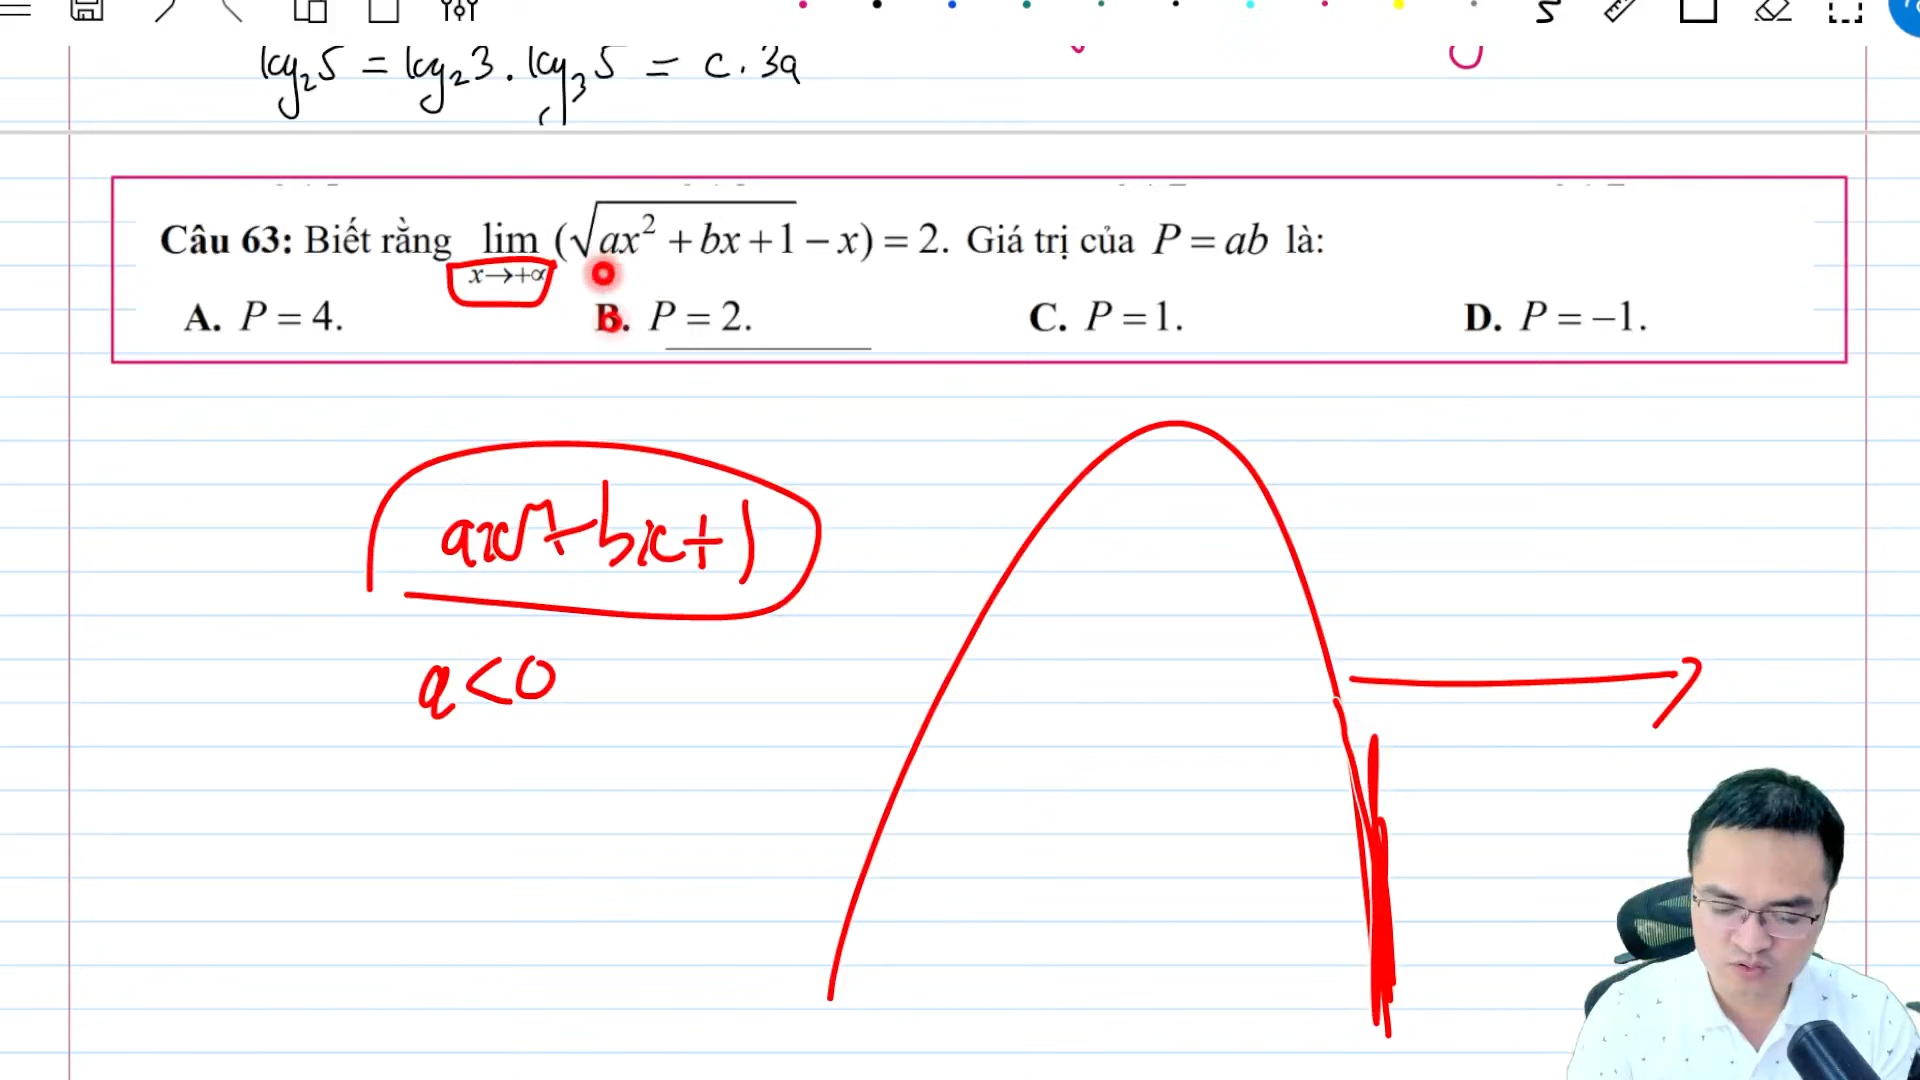 log₂5 = log₂3 . log₃5 = c . 3a
Câu 63: Biết rằng lim x→+∝ (√ax² + bx + 1 − x) = 2. Giá trị của P = ab là:
A. P = 4. B. P = 2. C. P = 1. D. P = −1.
ax² + bx + 1
a < 0